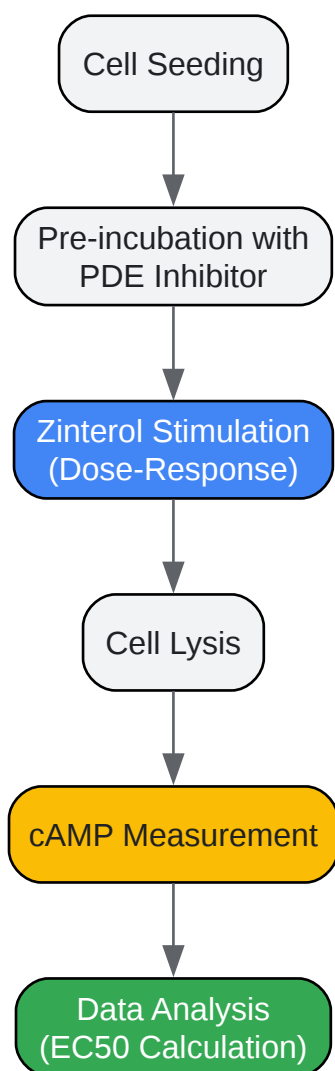 Cell Seeding
Pre-incubation with
PDE Inhibitor
Zinterol Stimulation
(Dose-Response)
Cell Lysis
cAMP Measurement
Data Analysis
(EC50 Calculation)